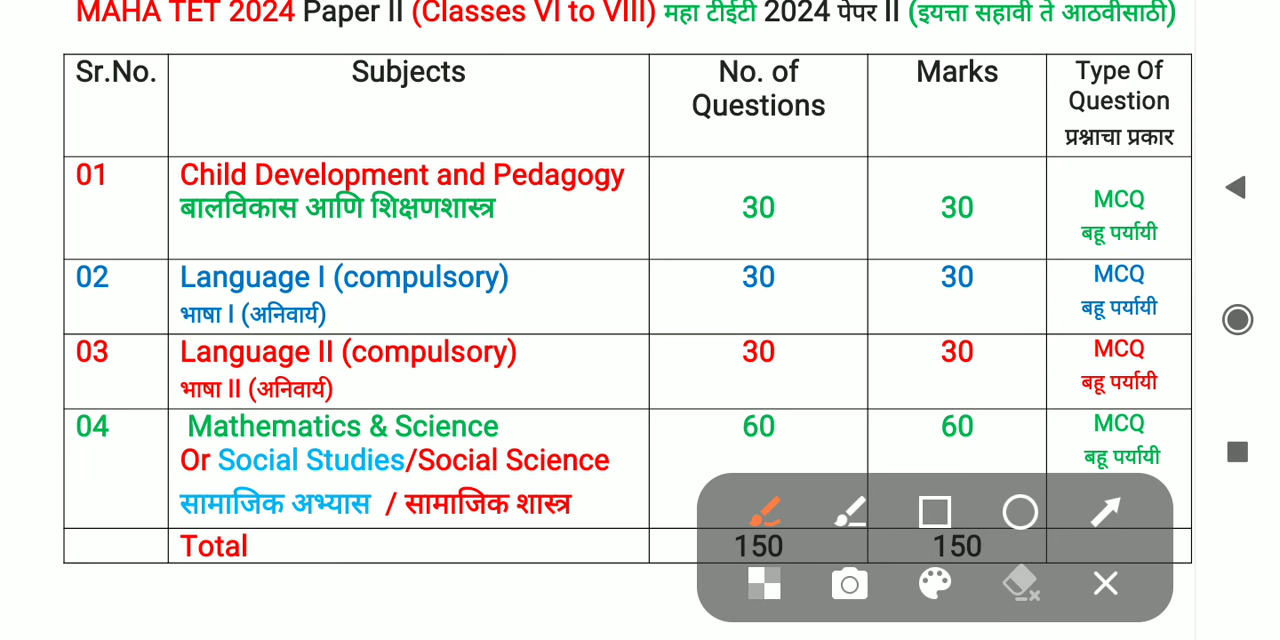 MAHA TET 2024 Paper II (Classes VI to VIII) महा टीईटी 2024 पेपर II (इयत्ता सहावी ते आठवीसाठी)
Sr.No. Subjects No. of Questions Marks Type Of Question प्रश्नाचा प्रकार
01 Child Development and Pedagogy
बालविकास आणि शिक्षणशास्त्र 30 30 MCQ बहू पर्यायी
02 Language I (compulsory) 30 30 MCQ
भाषा I (अनिवार्य) बहू पर्यायी
03 Language II (compulsory) 30 30 MCQ
भाषा II (अनिवार्य) बहू पर्यायी
04 Mathematics & Science 60 60 MCQ
Or Social Studies/Social Science बहू पर्यायी
सामाजिक अभ्यास / सामाजिक शास्त्र
Total 150 150